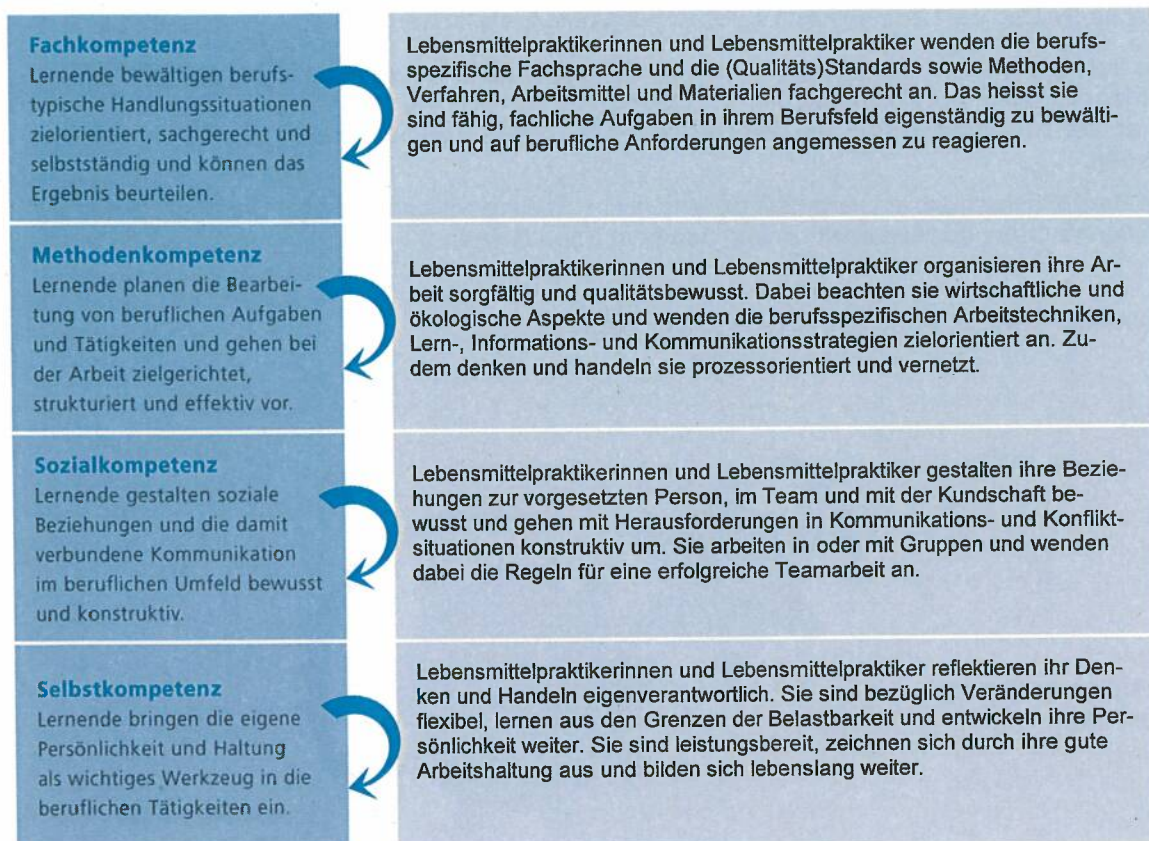 Fachkompetenz
Lernende bewältigen berufs-
typische Handlungssituationen
zielorientiert, sachgerecht und
selbstständig und können das
Ergebnis beurteilen.
Lebensmittelpraktikerinnen und Lebensmittelpraktiker wenden die berufs-
spezifische Fachsprache und die (Qualitäts)Standards sowie Methoden,
Verfahren, Arbeitsmittel und Materialien fachgerecht an. Das heisst sie
sind fähig, fachliche Aufgaben in ihrem Berufsfeld eigenständig zu bewälti-
gen und auf berufliche Anforderungen angemessen zu reagieren.
Methodenkompetenz
Lernende planen die Bearbei-
tung von beruflichen Aufgaben
und Tätigkeiten und gehen bei
der Arbeit zielgerichtet,
strukturiert und effektiv vor.
Lebensmittelpraktikerinnen und Lebensmittelpraktiker organisieren ihre Ar-
beit sorgfältig und qualitätsbewusst. Dabei beachten sie wirtschaftliche und
ökologische Aspekte und wenden die berufsspezifischen Arbeitstechniken,
Lern-, Informations- und Kommunikationsstrategien zielorientiert an. Zu-
dem denken und handeln sie prozessorientiert und vernetzt.
Sozialkompetenz
Lernende gestalten soziale
Beziehungen und die damit
verbundene Kommunikation
im beruflichen Umfeld bewusst
und konstruktiv.
Lebensmittelpraktikerinnen und Lebensmittelpraktiker gestalten ihre Bezie-
hungen zur vorgesetzten Person, im Team und mit der Kundschaft be-
wusst und gehen mit Herausforderungen in Kommunikations- und Konflikt-
situationen konstruktiv um. Sie arbeiten in oder mit Gruppen und wenden
dabei die Regeln für eine erfolgreiche Teamarbeit an.
Selbstkompetenz
Lernende bringen die eigene
Persönlichkeit und Haltung
als wichtiges Werkzeug in die
beruflichen Tätigkeiten ein.
Lebensmittelpraktikerinnen und Lebensmittelpraktiker reflektieren ihr Den-
ken und Handeln eigenverantwortlich. Sie sind bezüglich Veränderungen
flexibel, lernen aus den Grenzen der Belastbarkeit und entwickeln ihre Per-
sönlichkeit weiter. Sie sind leistungsbereit, zeichnen sich durch ihre gute
Arbeitshaltung aus und bilden sich lebenslang weiter.